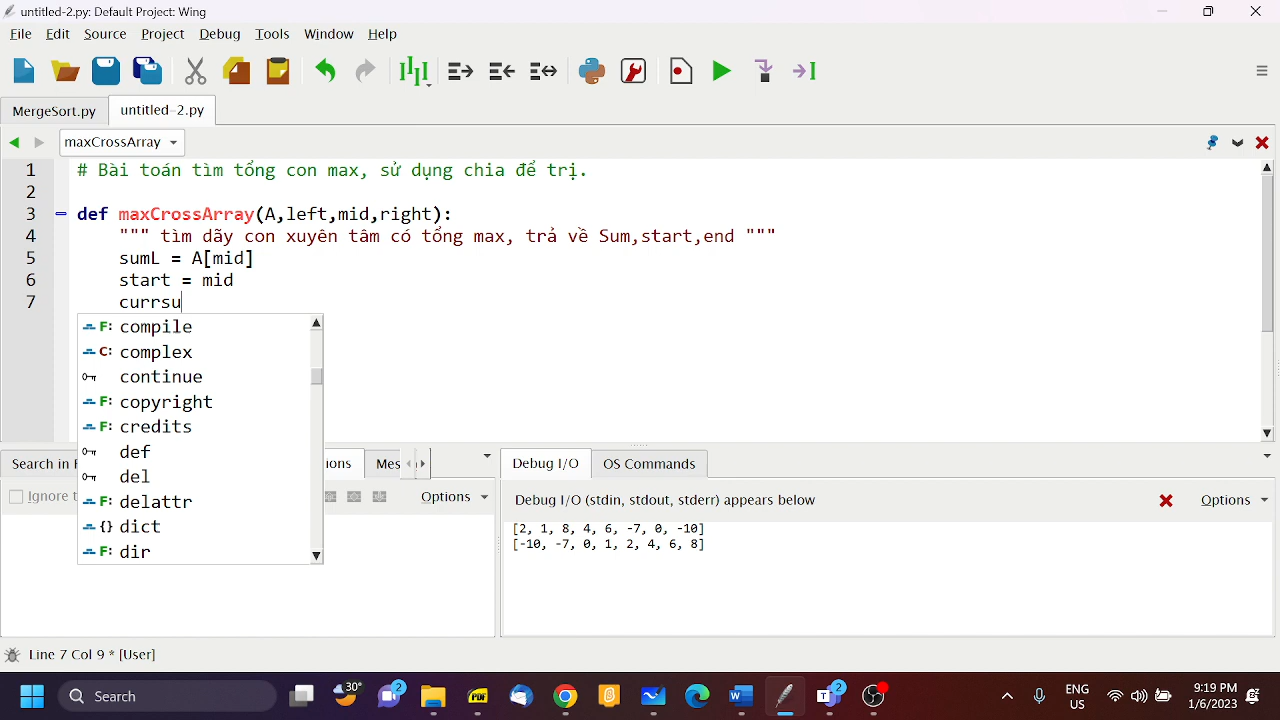 untitled-2.py: Default Project: Wing
File Edit Source Project Debug Tools Window Help
MergeSort.py untitled-2.py
maxCrossArray
1 # Bài toán tìm tổng con max, sử dụng chia để trị.
2
3 def maxCrossArray(A,left,mid,right):
4 """ tìm dãy con xuyên tâm có tổng max, trả về Sum,start,end """
5 sumL = A[mid]
6 start = mid
7 currsu
F: compile
C: complex
continue
F: copyright
F: credits
def
del
F: delattr
{} dict
F: dir
Search in ions Mes Debug I/O OS Commands
Ignore Options Debug I/O (stdin, stdout, stderr) appears below Options
[2, 1, 8, 4, 6, -7, 0, -10]
[-10, -7, 0, 1, 2, 4, 6, 8]
Line 7 Col 9 * [User]
Search 30° 2 PDF 2 ENG US 9:19 PM 1/6/2023